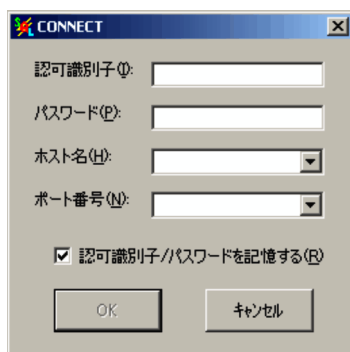 CONNECT
認可識別子(I):
パスワード(P):
ホスト名(H):
ポート番号(N):
認可識別子/パスワードを記憶する(R)
OK
キャンセル